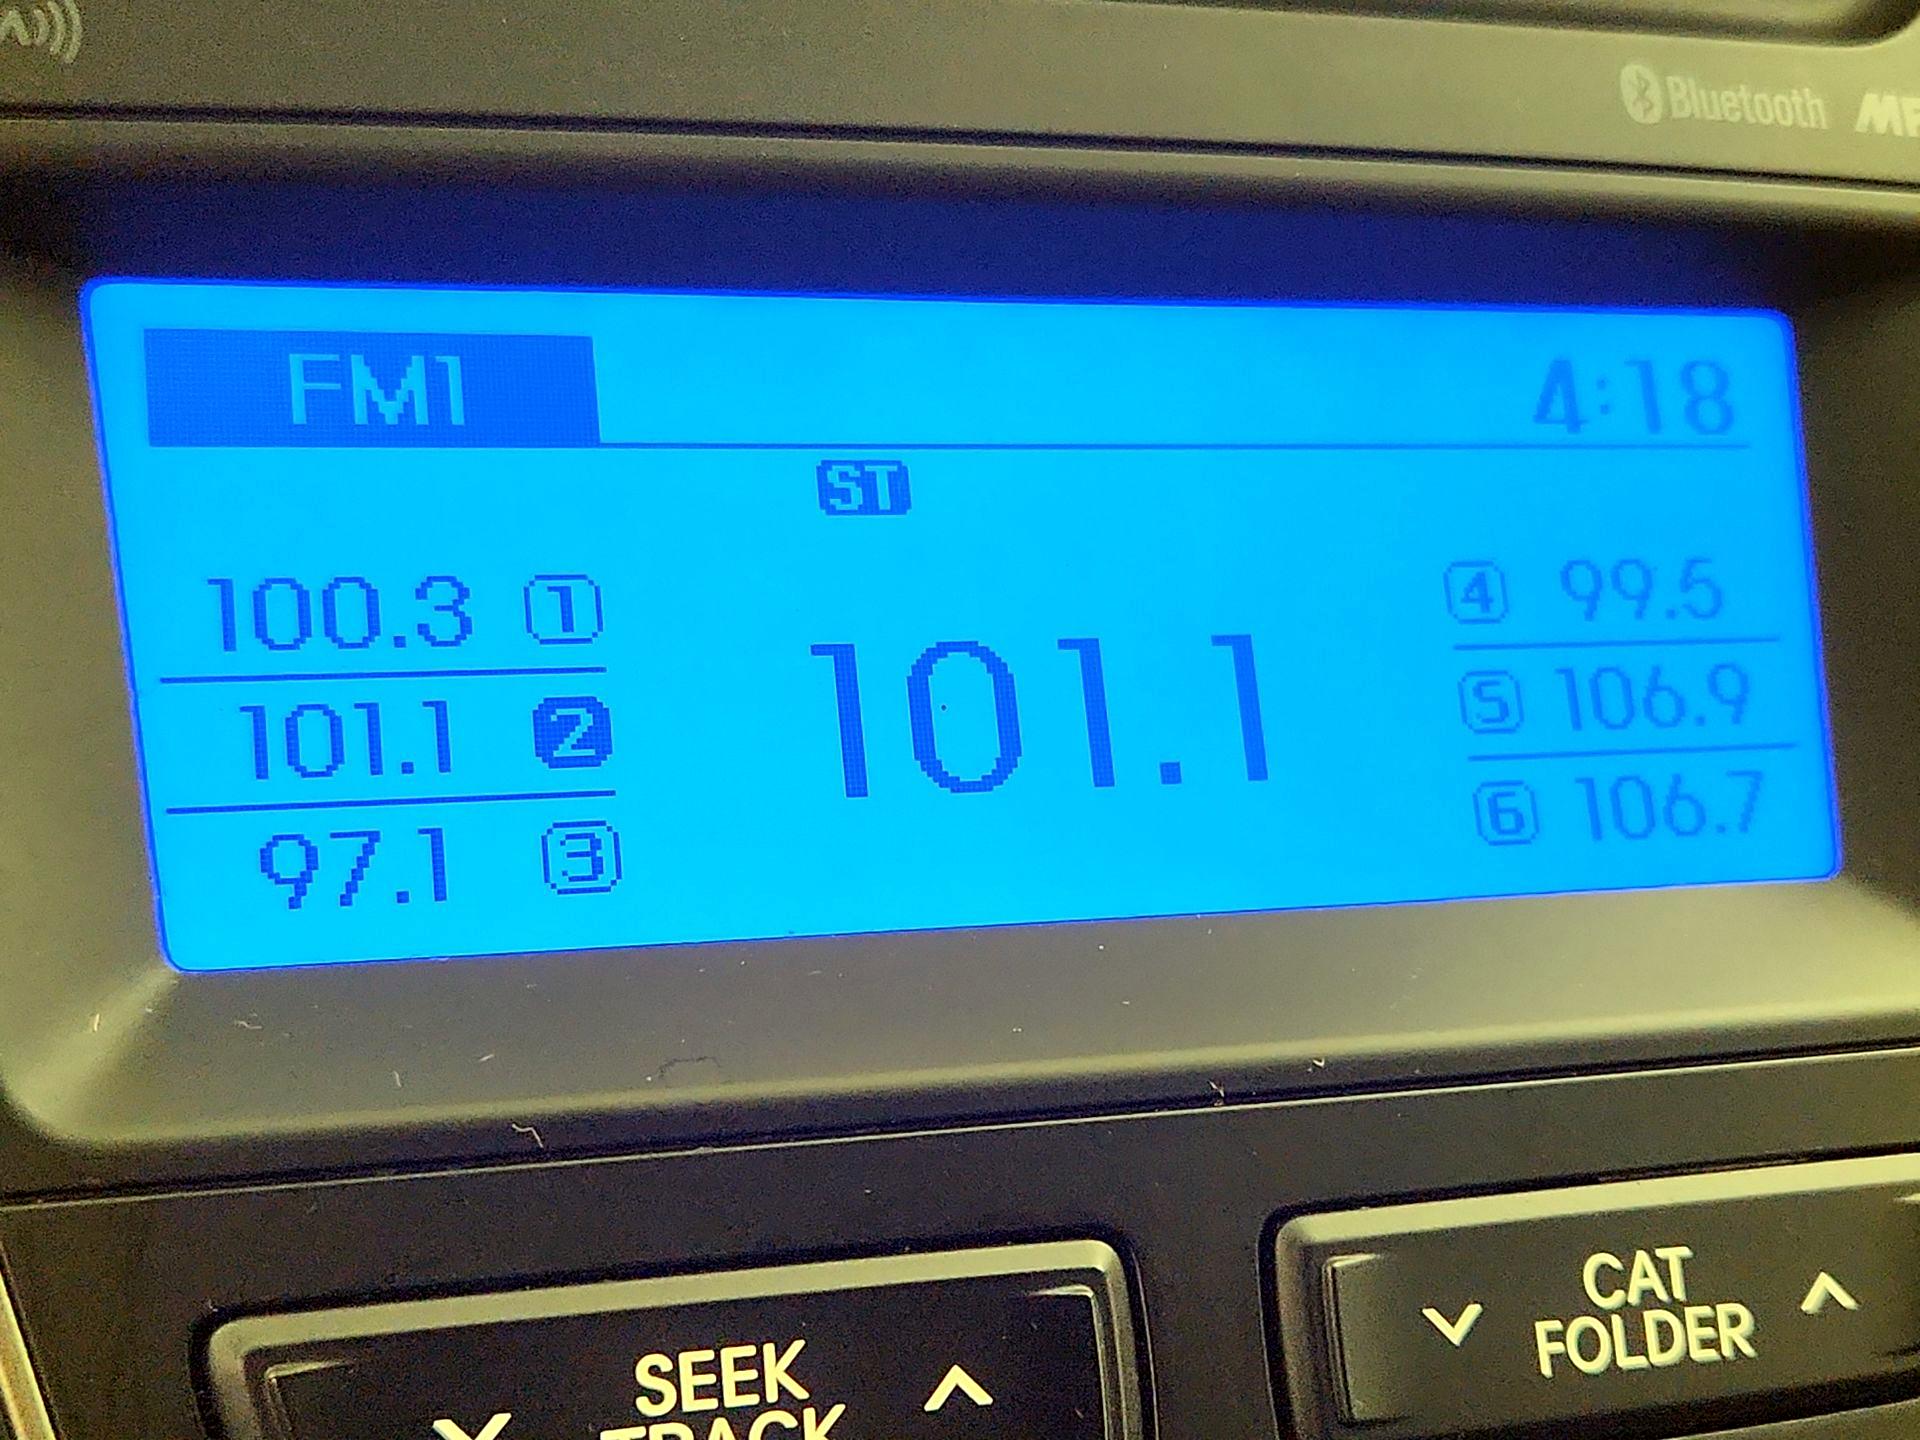 Bluetooth
FM1 4:18
ST
100.3 1
101.1 2
97.1 3
101.1
4 99.5
5 106.9
6 106.7
SEEK
TRACK
CAT
FOLDER